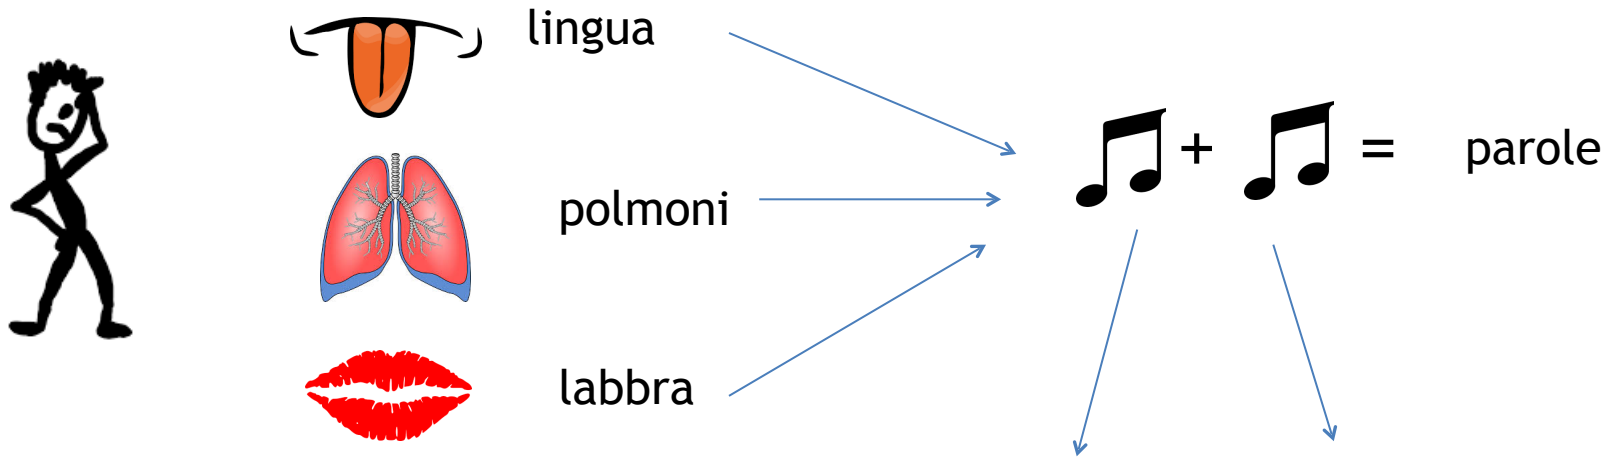 lingua
+ = parole
polmoni
labbra